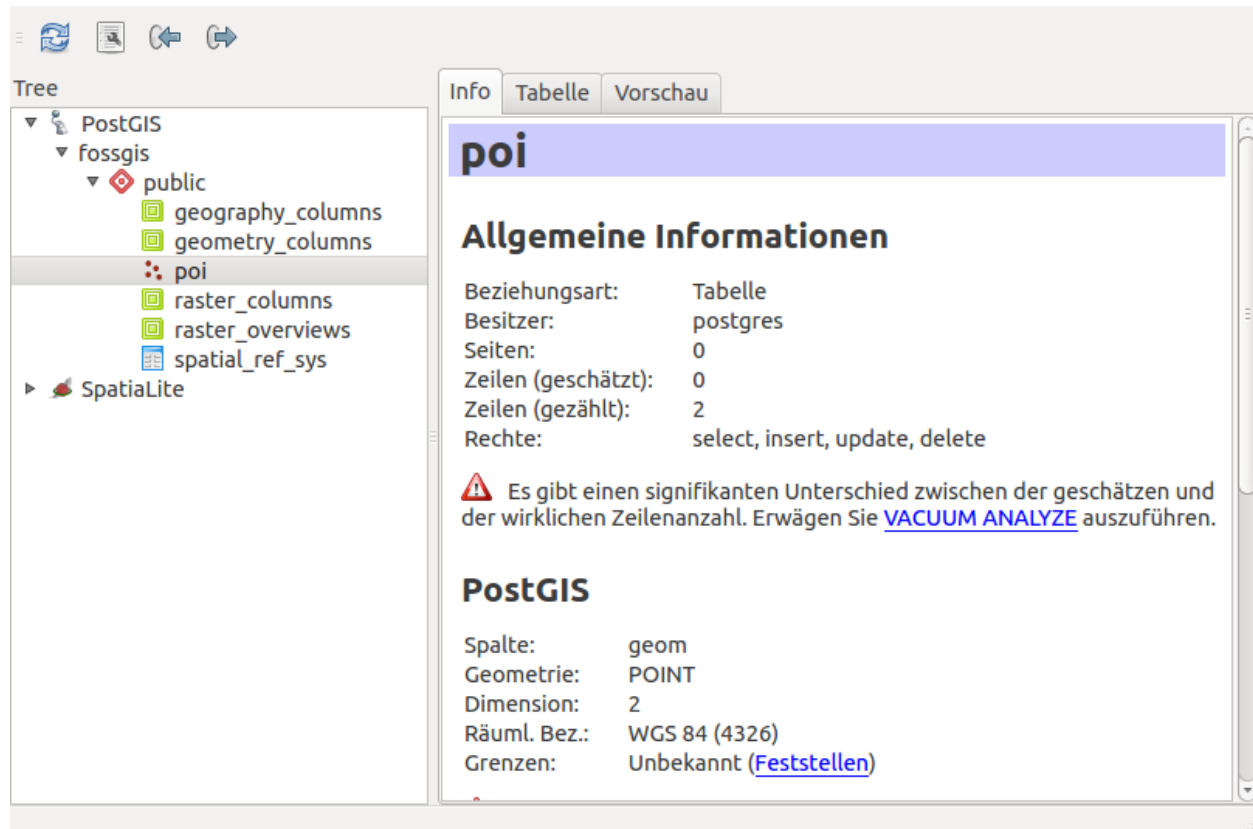 Tree
PostGIS
fossgis
public
geography_columns
geometry_columns
poi
raster_columns
raster_overviews
spatial_ref_sys
SpatiaLite
Info Tabelle Vorschau
poi
Allgemeine Informationen
Beziehungsart: Tabelle
Besitzer: postgres
Seiten: 0
Zeilen (geschätzt): 0
Zeilen (gezählt): 2
Rechte: select, insert, update, delete
Es gibt einen signifikanten Unterschied zwischen der geschätzen und
der wirklichen Zeilenanzahl. Erwägen Sie VACUUM ANALYZE auszuführen.
PostGIS
Spalte: geom
Geometrie: POINT
Dimension: 2
Räuml. Bez.: WGS 84 (4326)
Grenzen: Unbekannt (Feststellen)